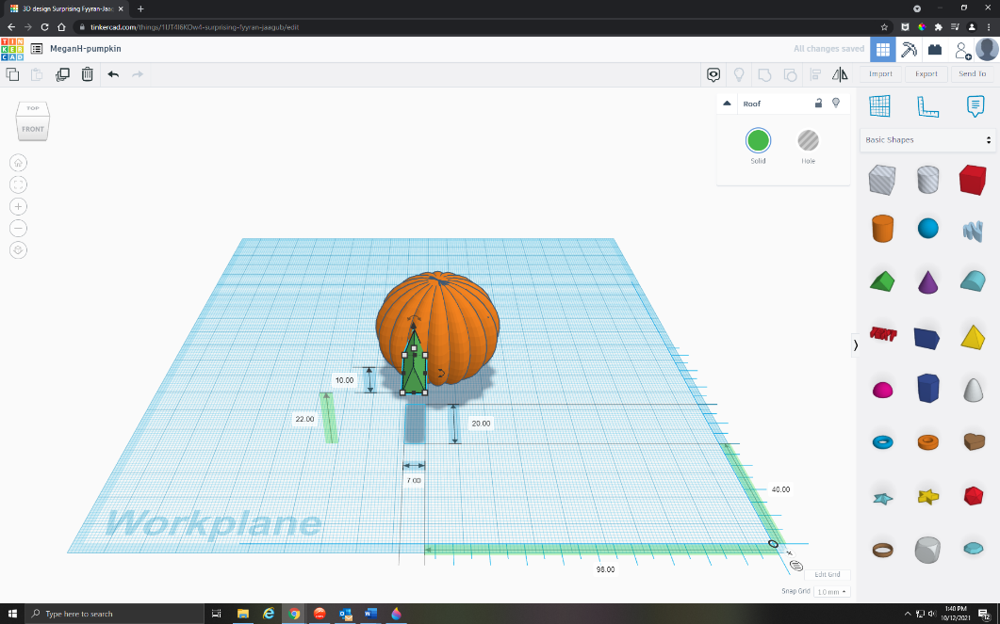 3D design Surprising Fyyran-Jaag
tinkercad.com/things/1IJT4I6KOw4-surprising-fyyran-jaagub/edit
TIN
KER
CAD
MeganH-pumpkin
All changes saved
Import
Export
Send To
TOP
FRONT
Roof
Solid
Hole
Basic Shapes
TEXT
10.00
22.00
20.00
7.00
40.00
98.00
Workplane
Edit Grid
Snap Grid
1.0 mm
Type here to search
1:40 PM
10/12/2021
12